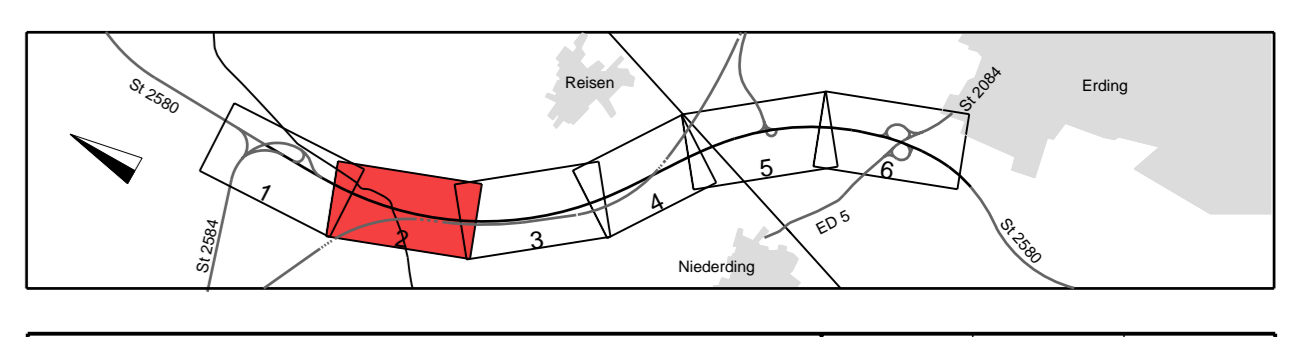 St 2580
Reisen
St 2084
Erding
1
2
3
4
5
6
St 2584
ED 5
Niederding
St 2580